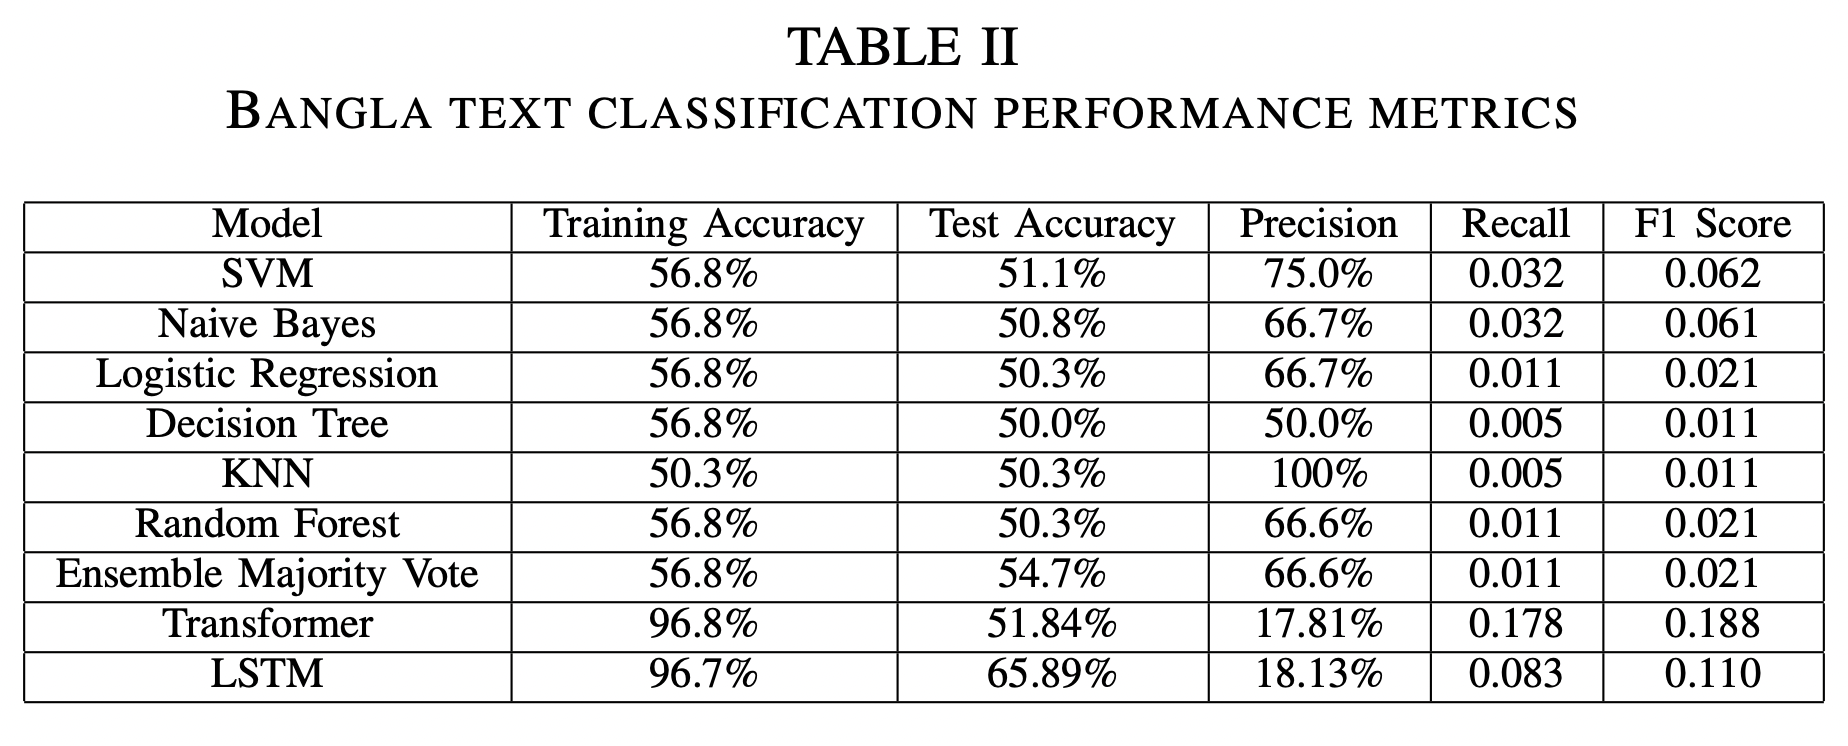 TABLE II
BANGLA TEXT CLASSIFICATION PERFORMANCE METRICS
Model Training Accuracy Test Accuracy Precision Recall F1 Score
SVM 56.8% 51.1% 75.0% 0.032 0.062
Naive Bayes 56.8% 50.8% 66.7% 0.032 0.061
Logistic Regression 56.8% 50.3% 66.7% 0.011 0.021
Decision Tree 56.8% 50.0% 50.0% 0.005 0.011
KNN 50.3% 50.3% 100% 0.005 0.011
Random Forest 56.8% 50.3% 66.6% 0.011 0.021
Ensemble Majority Vote 56.8% 54.7% 66.6% 0.011 0.021
Transformer 96.8% 51.84% 17.81% 0.178 0.188
LSTM 96.7% 65.89% 18.13% 0.083 0.110